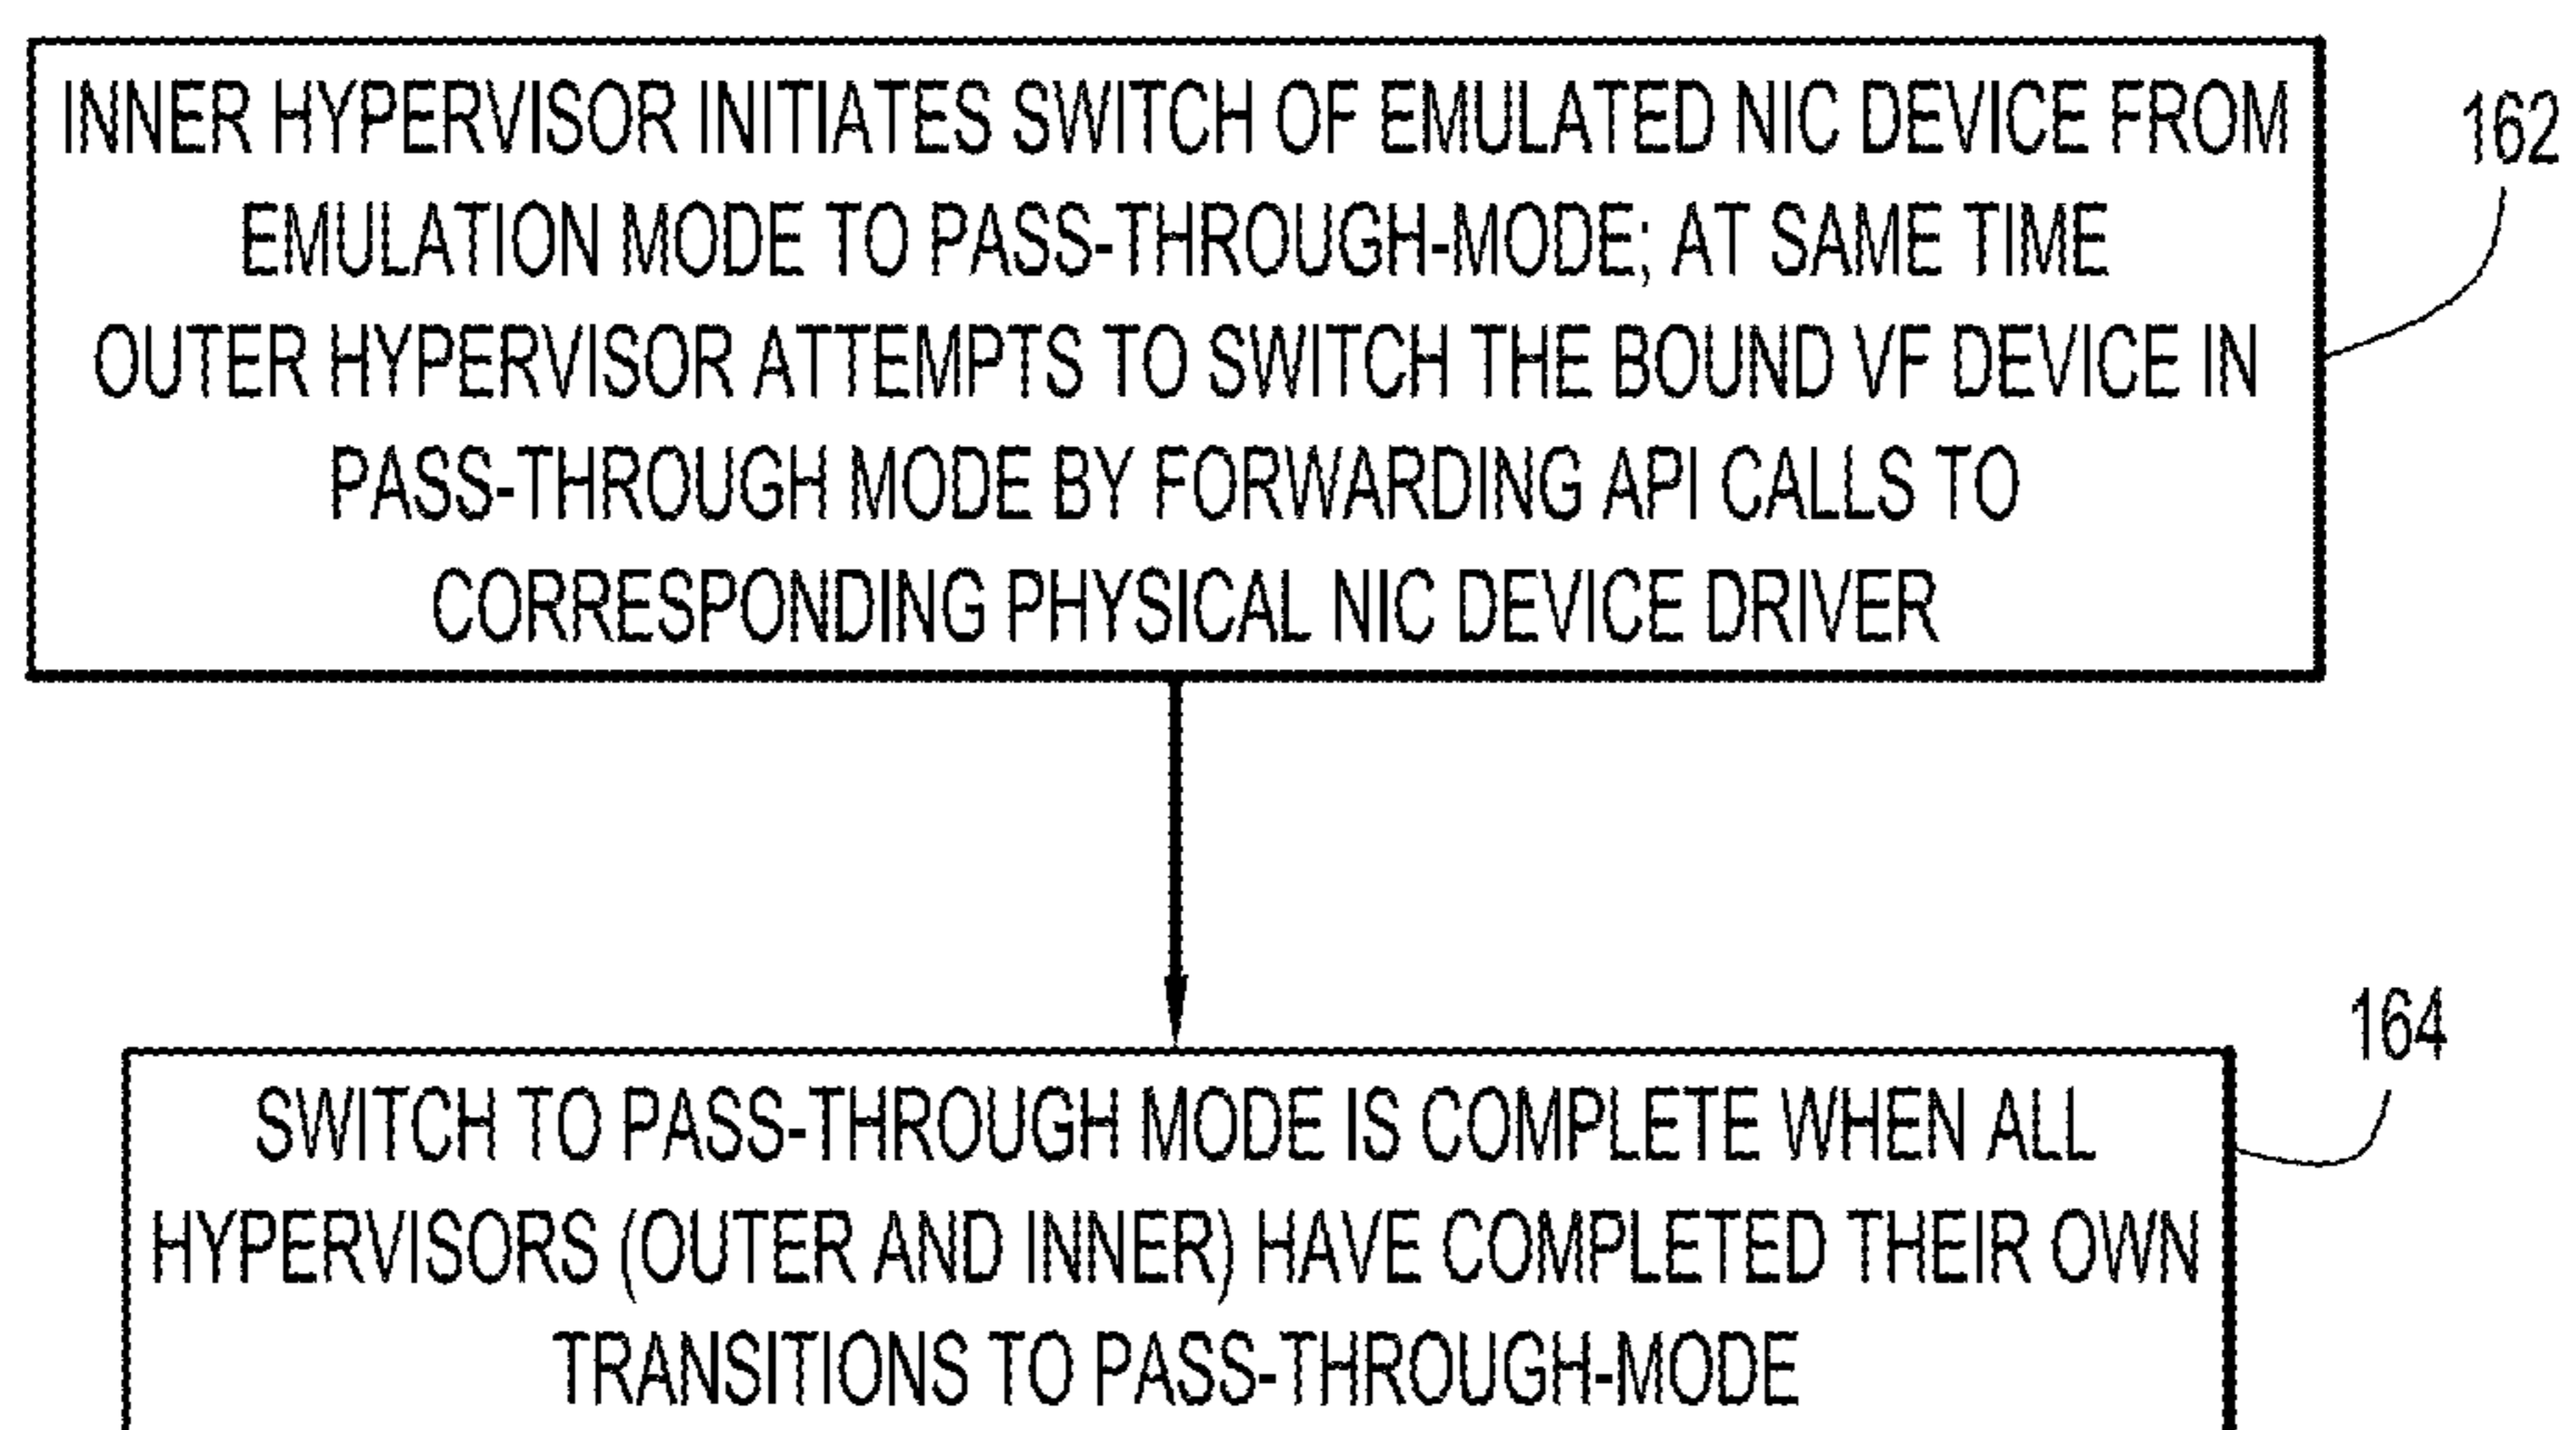 INNER HYPERVISOR INITIATES SWITCH OF EMULATED NIC DEVICE FROM
EMULATION MODE TO PASS-THROUGH-MODE; AT SAME TIME
OUTER HYPERVISOR ATTEMPTS TO SWITCH THE BOUND VF DEVICE IN
PASS-THROUGH MODE BY FORWARDING API CALLS TO
CORRESPONDING PHYSICAL NIC DEVICE DRIVER
162
164
SWITCH TO PASS-THROUGH MODE IS COMPLETE WHEN ALL
HYPERVISORS (OUTER AND INNER) HAVE COMPLETED THEIR OWN
TRANSITIONS TO PASS-THROUGH-MODE